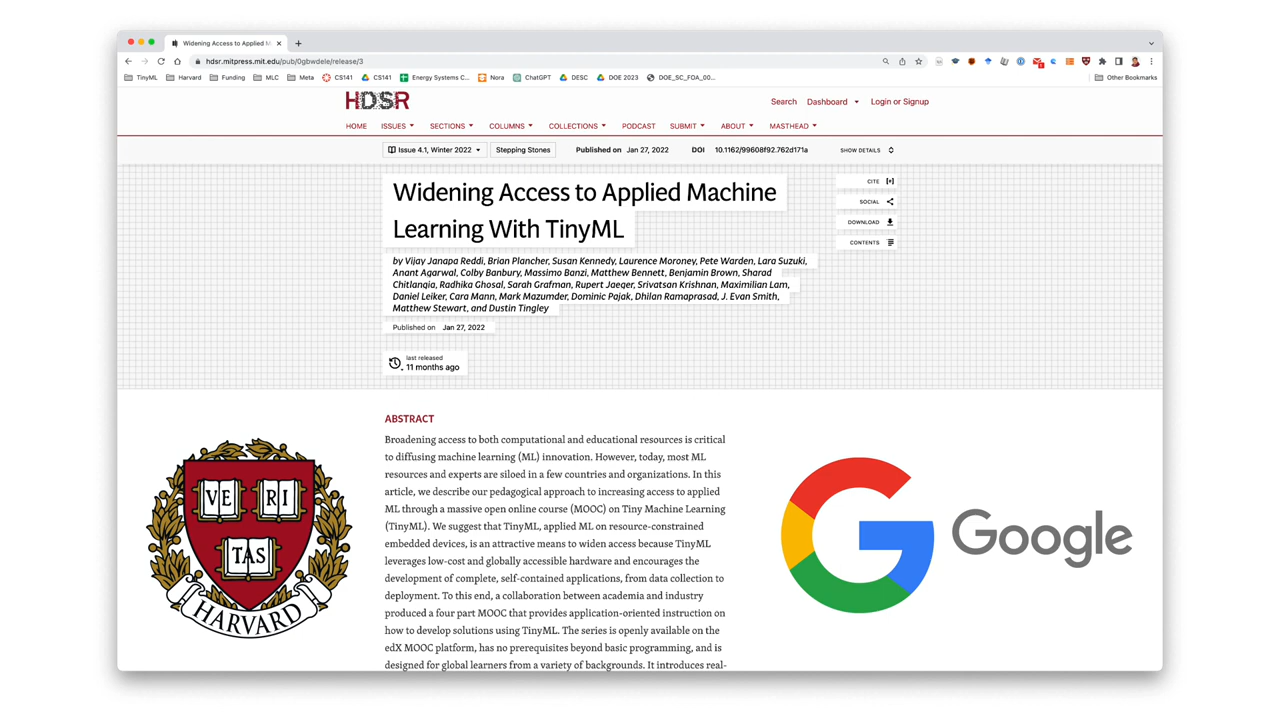 Widening Access to Applied M
hdsr.mitpress.mit.edu/pub/0gbwdele/release/3
TinyML Harvard Funding MLC Meta CS141 CS141 Energy Systems C... Nora ChatGPT DESC DOE 2023 DOE_SC_FOA_00... Other Bookmarks
HDSR
Search Dashboard Login or Signup
HOME ISSUES SECTIONS COLUMNS COLLECTIONS PODCAST SUBMIT ABOUT MASTHEAD
Issue 4.1, Winter 2022 Stepping Stones Published on Jan 27, 2022 DOI 10.1162/99608f92.762d171a SHOW DETAILS
Widening Access to Applied Machine
Learning With TinyML
CITE
SOCIAL
DOWNLOAD
CONTENTS
by Vijay Janapa Reddi, Brian Plancher, Susan Kennedy, Laurence Moroney, Pete Warden, Lara Suzuki,
Anant Agarwal, Colby Banbury, Massimo Banzi, Matthew Bennett, Benjamin Brown, Sharad
Chitlangia, Radhika Ghosal, Sarah Grafman, Rupert Jaeger, Srivatsan Krishnan, Maximilian Lam,
Daniel Leiker, Cara Mann, Mark Mazumder, Dominic Pajak, Dhilan Ramaprasad, J. Evan Smith,
Matthew Stewart, and Dustin Tingley
Published on Jan 27, 2022
last released
11 months ago
ABSTRACT
Broadening access to both computational and educational resources is critical
to diffusing machine learning (ML) innovation. However, today, most ML
resources and experts are siloed in a few countries and organizations. In this
article, we describe our pedagogical approach to increasing access to applied
ML through a massive open online course (MOOC) on Tiny Machine Learning
(TinyML). We suggest that TinyML, applied ML on resource-constrained
embedded devices, is an attractive means to widen access because TinyML
leverages low-cost and globally accessible hardware and encourages the
development of complete, self-contained applications, from data collection to
deployment. To this end, a collaboration between academia and industry
produced a four part MOOC that provides application-oriented instruction on
how to develop solutions using TinyML. The series is openly available on the
edX MOOC platform, has no prerequisites beyond basic programming, and is
designed for global learners from a variety of backgrounds. It introduces real-
VE RI
TAS
HARVARD
Google